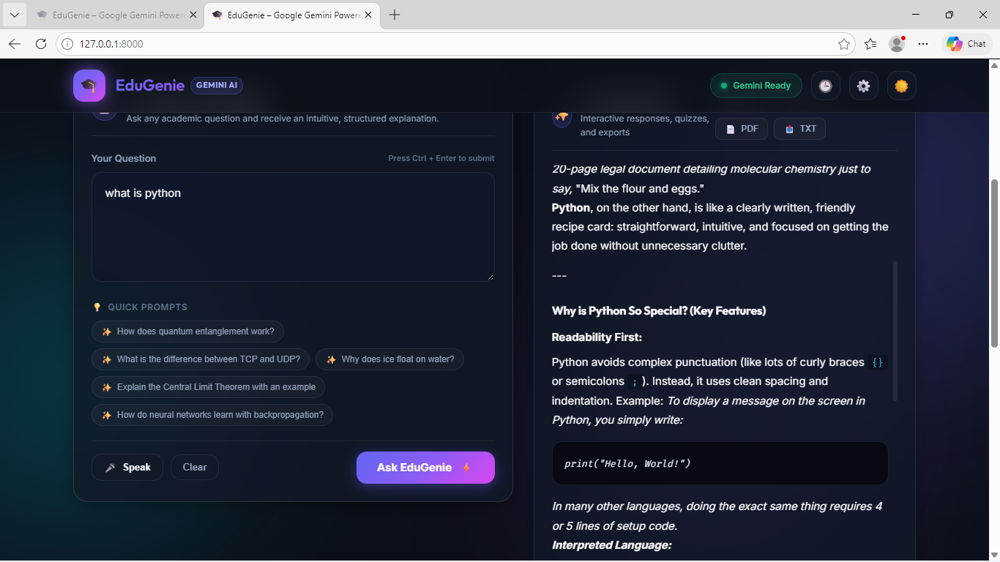 EduGenie – Google Gemini Powere
EduGenie – Google Gemini Powere
127.0.0.1:8000
Chat
EduGenie
GEMINI AI
Gemini Ready
Ask any academic question and receive an intuitive, structured explanation.
Your Question
Press Ctrl + Enter to submit
what is python
QUICK PROMPTS
How does quantum entanglement work?
What is the difference between TCP and UDP?
Why does ice float on water?
Explain the Central Limit Theorem with an example
How do neural networks learn with backpropagation?
Speak
Clear
Ask EduGenie
Interactive responses, quizzes,
and exports
PDF
TXT
20-page legal document detailing molecular chemistry just to
say, "Mix the flour and eggs."
Python, on the other hand, is like a clearly written, friendly
recipe card: straightforward, intuitive, and focused on getting the
job done without unnecessary clutter.
---
Why is Python So Special? (Key Features)
Readability First:
Python avoids complex punctuation (like lots of curly braces {}
or semicolons ; ). Instead, it uses clean spacing and
indentation. Example: To display a message on the screen in
Python, you simply write:
print("Hello, World!")
In many other languages, doing the exact same thing requires 4
or 5 lines of setup code.
Interpreted Language: